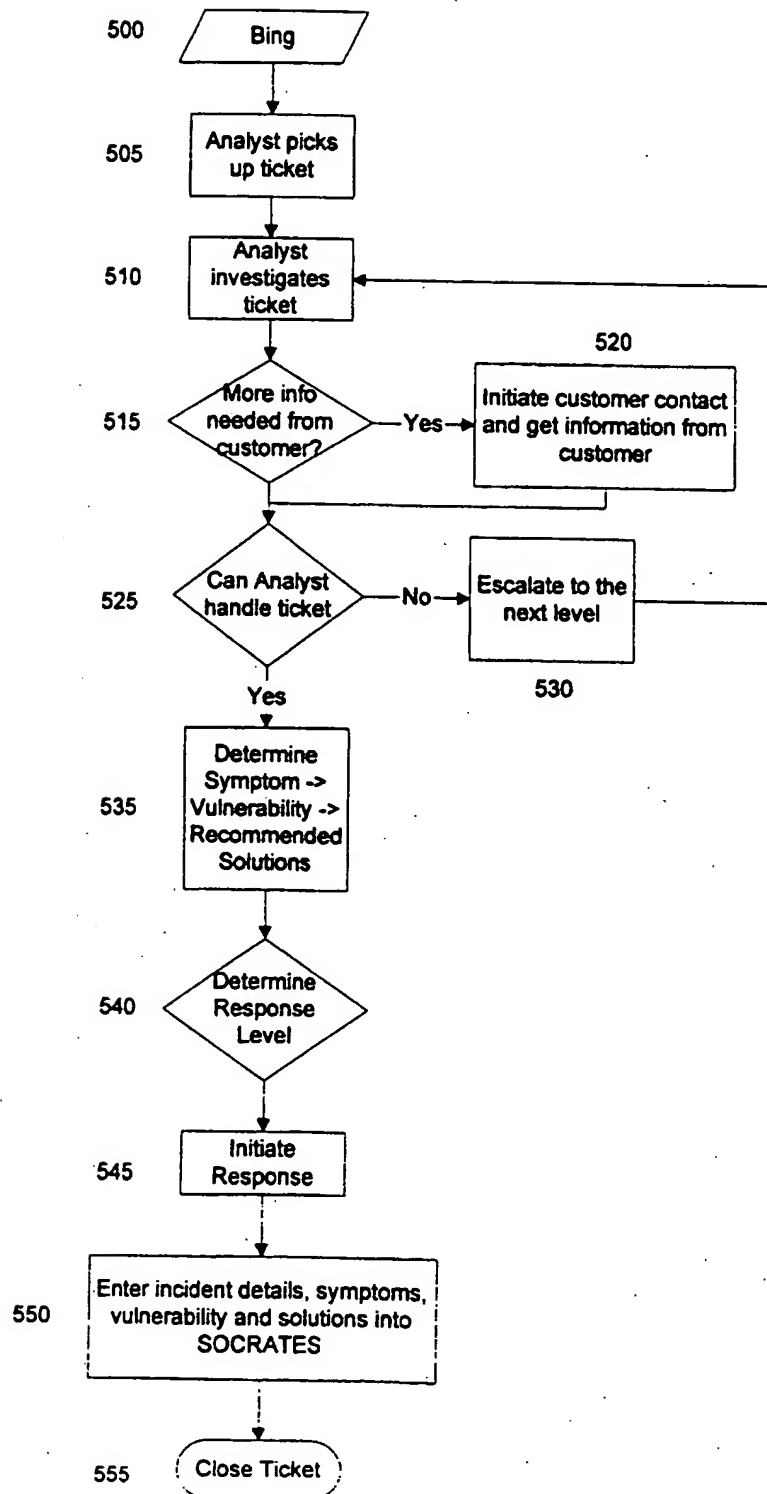 500
Bing
505
Analyst picks
up ticket
510
Analyst
investigates
ticket
520
515
More info
needed from
customer?
Yes
Initiate customer contact
and get information from
customer
525
Can Analyst
handle ticket
No
Escalate to the
next level
530
Yes
535
Determine
Symptom ->
Vulnerability ->
Recommended
Solutions
540
Determine
Response
Level
545
Initiate
Response
550
Enter incident details, symptoms,
vulnerability and solutions into
SOCRATES
555
Close Ticket